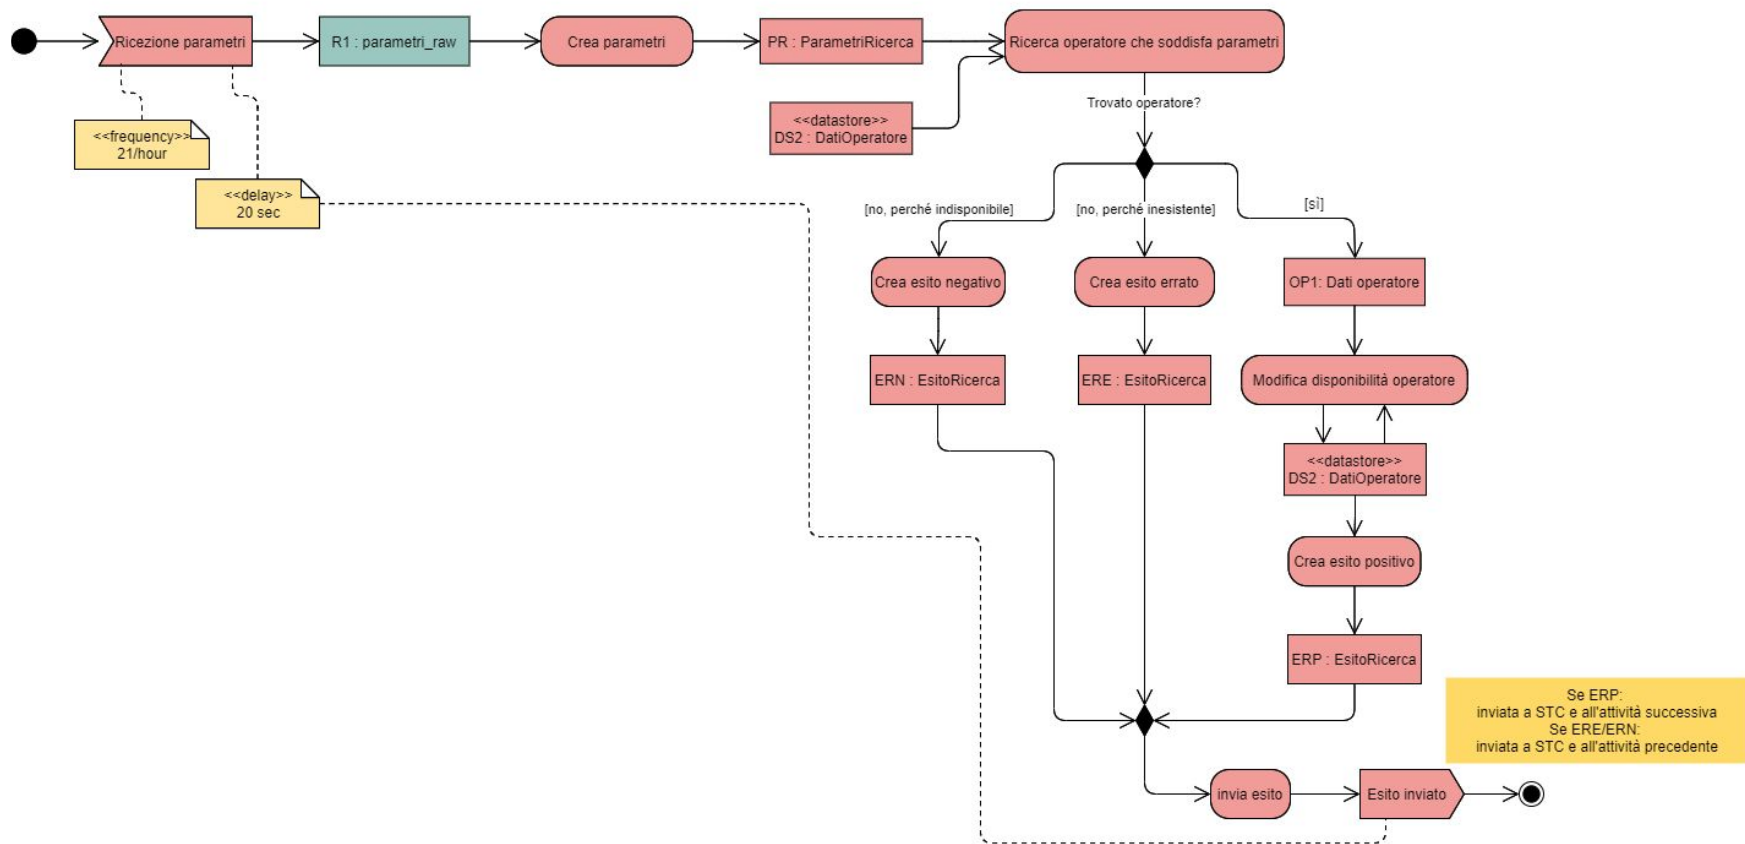 Ricezione parametri
R1 : parametri_raw
Crea parametri
PR : ParametriRicerca
Ricerca operatore che soddisfa parametri
<<frequency>>
21/hour
<<delay>>
20 sec
<<datastore>>
DS2 : DatiOperatore
Trovato operatore?
[no, perché indisponibile]
[no, perché inesistente]
[sì]
Crea esito negativo
Crea esito errato
OP1: Dati operatore
ERN : EsitoRicerca
ERE : EsitoRicerca
Modifica disponibilità operatore
<<datastore>>
DS2 : DatiOperatore
Crea esito positivo
ERP : EsitoRicerca
Se ERP:
inviata a STC e all'attività successiva
Se ERE/ERN:
inviata a STC e all'attività precedente
invia esito
Esito inviato